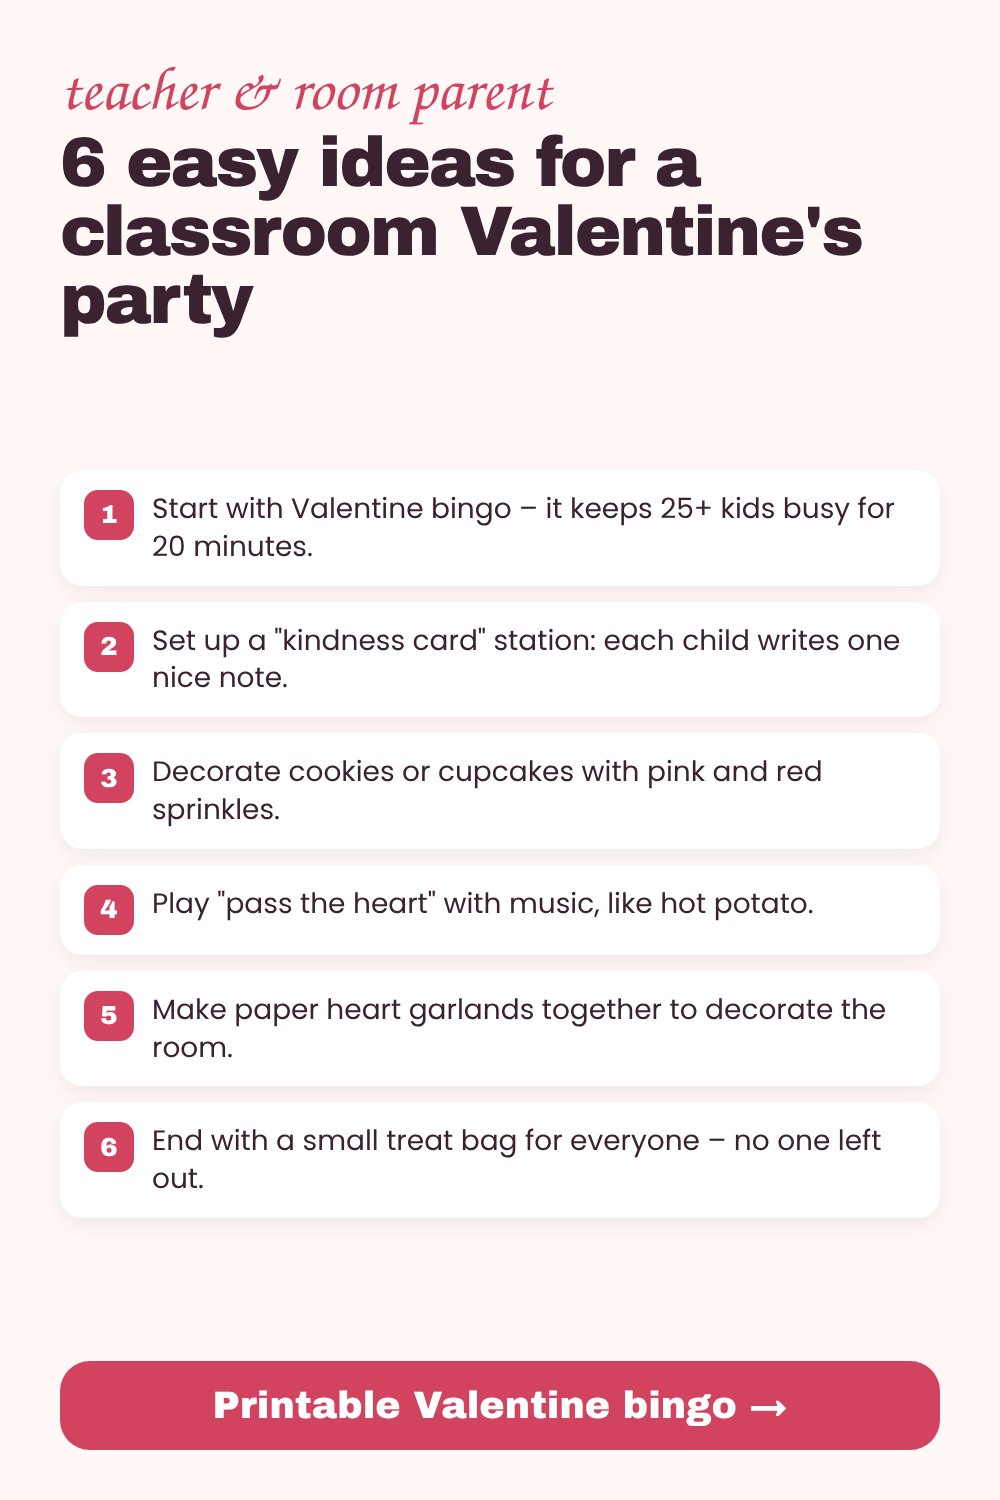 teacher & room parent
6 easy ideas for a
classroom Valentine's
party
1 Start with Valentine bingo – it keeps 25+ kids busy for
20 minutes.
2 Set up a "kindness card" station: each child writes one
nice note.
3 Decorate cookies or cupcakes with pink and red
sprinkles.
4 Play "pass the heart" with music, like hot potato.
5 Make paper heart garlands together to decorate the
room.
6 End with a small treat bag for everyone – no one left
out.
Printable Valentine bingo →